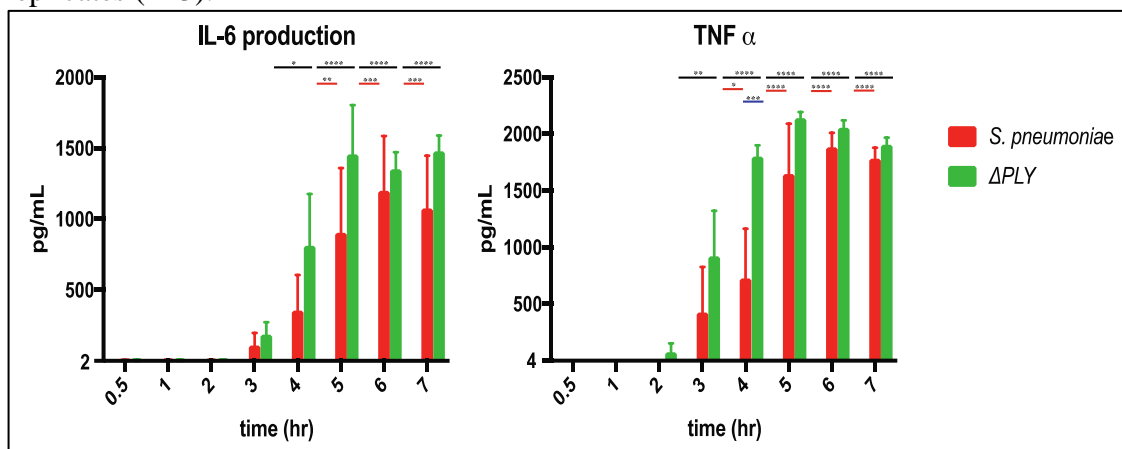 IL-6 production
* **** **** ****
** *** ***
2000
1500
1000
500
2
pg/mL
0.5 1 2 3 4 5 6 7
time (hr)
TNF α
** **** **** **** ****
* **** **** ****
***
2500
2000
1500
1000
500
4
pg/mL
0.5 1 2 3 4 5 6 7
time (hr)
S. pneumoniae
ΔPLY